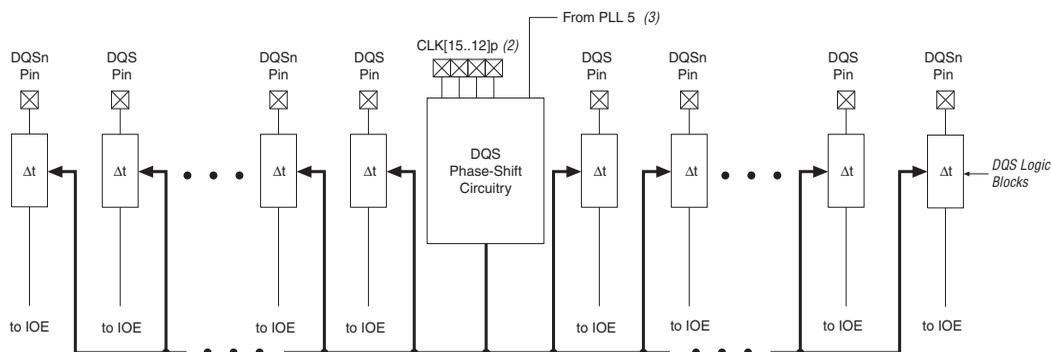 From PLL 5 (3)
CLK[15..12]p (2)
DQSn
Pin
DQS
Pin
DQSn
Pin
DQS
Pin
DQS
Pin
DQSn
Pin
DQS
Pin
DQSn
Pin
Δt
Δt
Δt
Δt
DQS
Phase-Shift
Circuitry
Δt
Δt
Δt
Δt
DQS Logic
Blocks
to IOE
to IOE
to IOE
to IOE
to IOE
to IOE
to IOE
to IOE